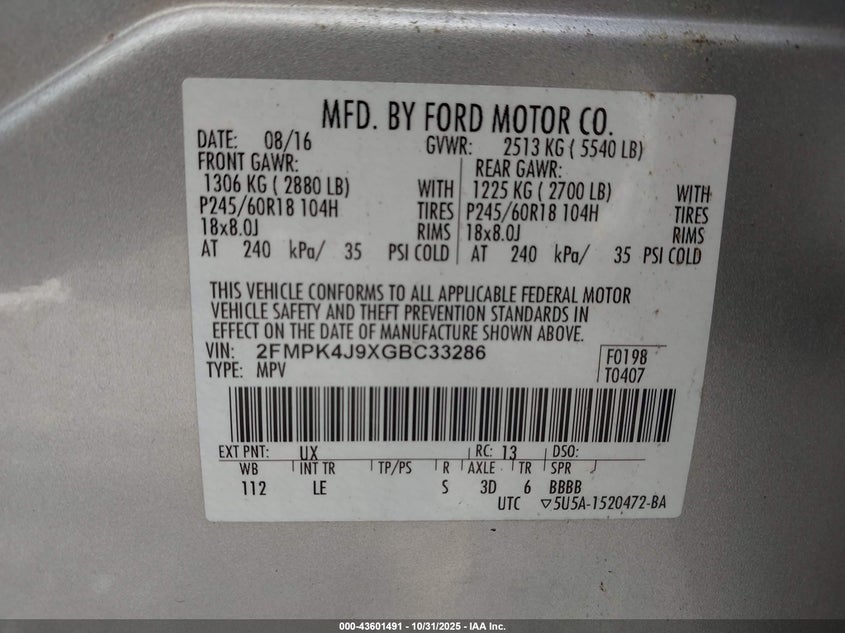 MFD. BY FORD MOTOR CO.
DATE: 08/16 GVWR: 2513 KG ( 5540 LB)
FRONT GAWR: REAR GAWR:
1306 KG ( 2880 LB) WITH 1225 KG ( 2700 LB) WITH
P245/60R18 104H TIRES P245/60R18 104H TIRES
18x8.0J RIMS 18x8.0J RIMS
AT 240 kPa/ 35 PSI COLD AT 240 kPa/ 35 PSI COLD
THIS VEHICLE CONFORMS TO ALL APPLICABLE FEDERAL MOTOR
VEHICLE SAFETY AND THEFT PREVENTION STANDARDS IN
EFFECT ON THE DATE OF MANUFACTURE SHOWN ABOVE.
VIN: 2FMPK4J9XGBC33286 F0198
TYPE: MPV T0407
EXT PNT: UX RC: 13 DSO:
WB INT TR TP/PS R AXLE TR SPR
112 LE S 3D 6 BBBB
UTC ▽5U5A-1520472-BA
000-43601491 - 10/31/2025 - IAA Inc.